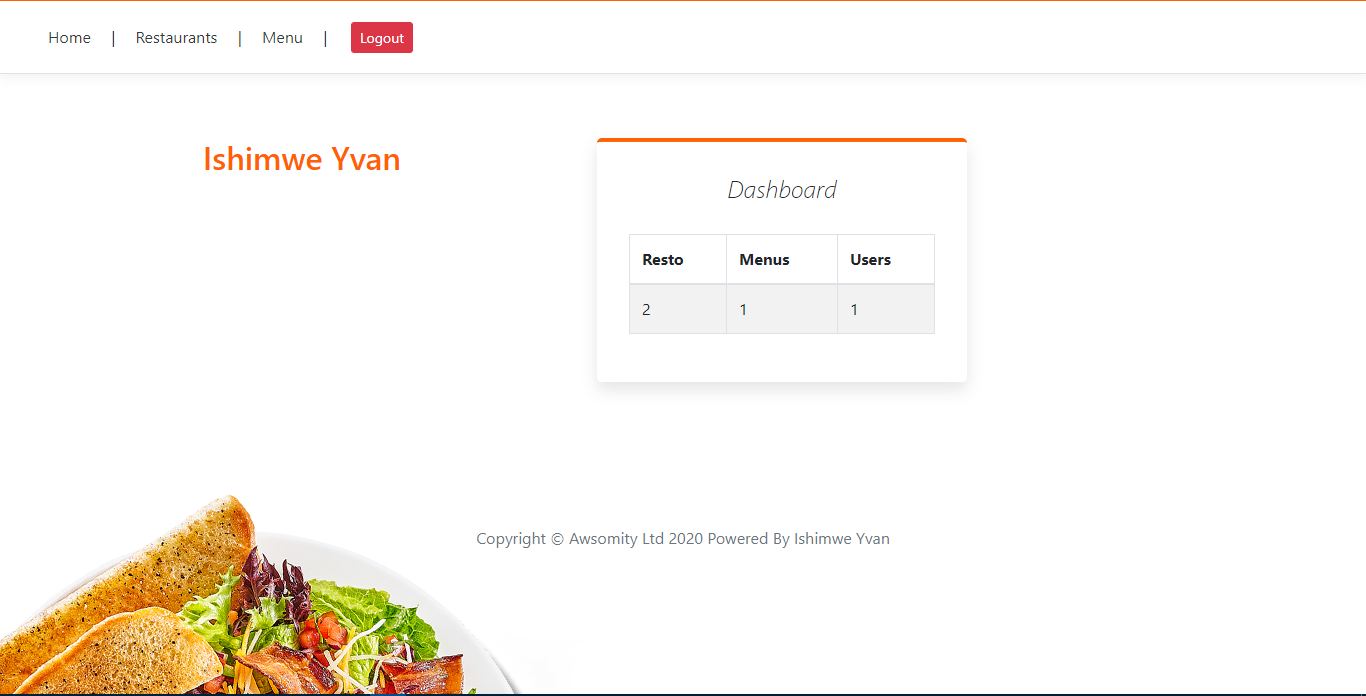 Home | Restaurants | Menu | Logout
Ishimwe Yvan
Dashboard
Resto Menus Users
2 1 1
Copyright © Awsomity Ltd 2020 Powered By Ishimwe Yvan